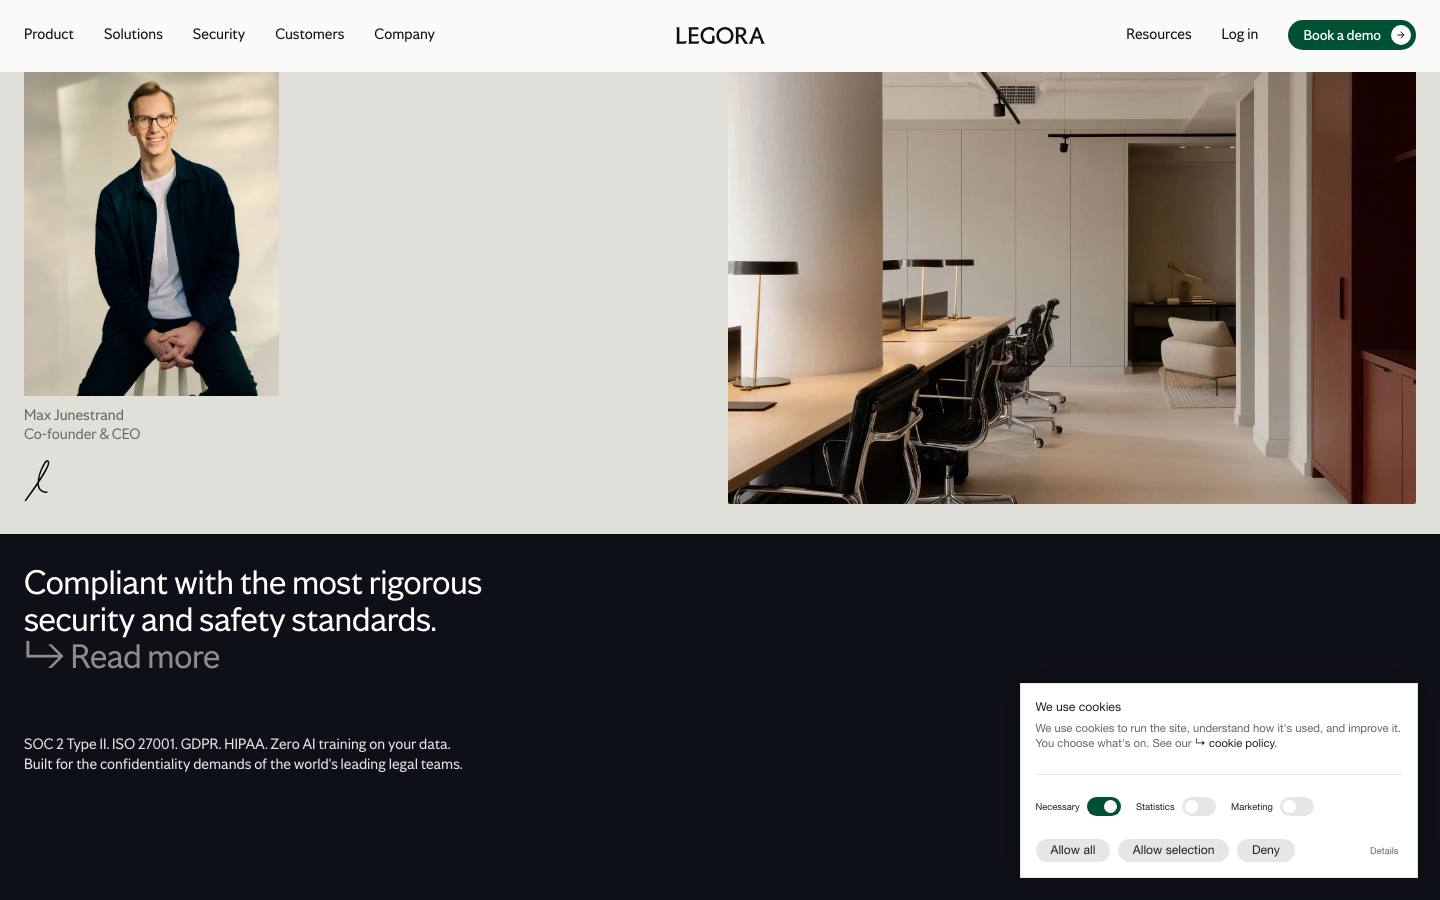 Product
Solutions
Security
Customers
Company
LEGORA
Resources
Log in
Book a demo
Max Junestrand
Co-founder & CEO
Compliant with the most rigorous
security and safety standards.
↳ Read more
SOC 2 Type II. ISO 27001. GDPR. HIPAA. Zero AI training on your data.
Built for the confidentiality demands of the world's leading legal teams.
We use cookies
We use cookies to run the site, understand how it's used, and improve it.
You choose what's on. See our ↳ cookie policy.
Necessary
Statistics
Marketing
Allow all
Allow selection
Deny
Details